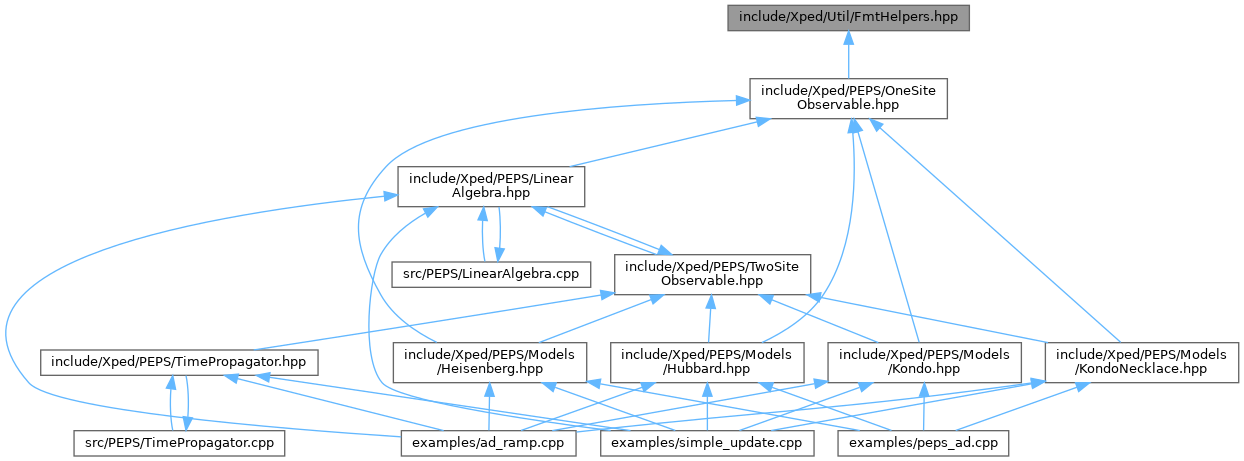 include/Xped/Util/FmtHelpers.hpp
include/Xped/PEPS/OneSite
Observable.hpp
include/Xped/PEPS/Linear
Algebra.hpp
src/PEPS/LinearAlgebra.cpp
include/Xped/PEPS/TwoSite
Observable.hpp
include/Xped/PEPS/TimePropagator.hpp
include/Xped/PEPS/Models
/Heisenberg.hpp
include/Xped/PEPS/Models
/Hubbard.hpp
include/Xped/PEPS/Models
/Kondo.hpp
include/Xped/PEPS/Models
/KondoNecklace.hpp
src/PEPS/TimePropagator.cpp
examples/ad_ramp.cpp
examples/simple_update.cpp
examples/peps_ad.cpp